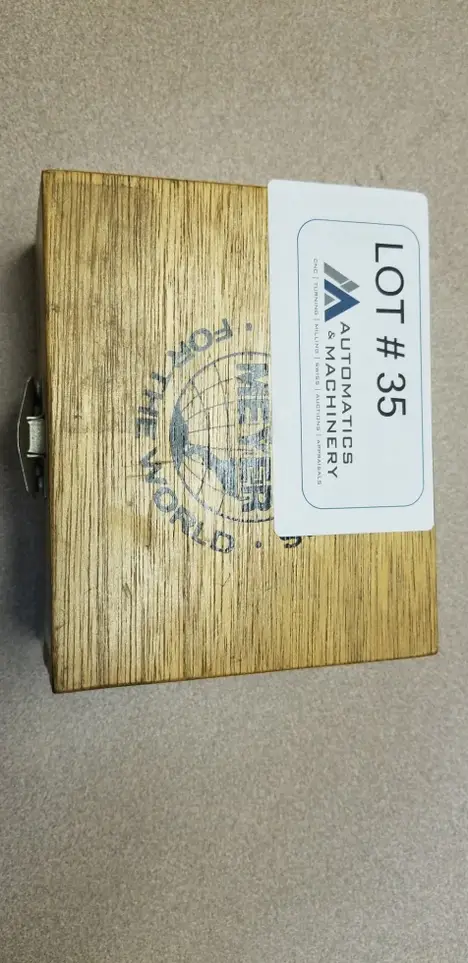 LOT # 35
AUTOMATICS
& MACHINERY
CNC | TURNING | MILLING | SWISS | AUCTIONS | APPRAISALS
MEYER
• FOR THE WORLD •